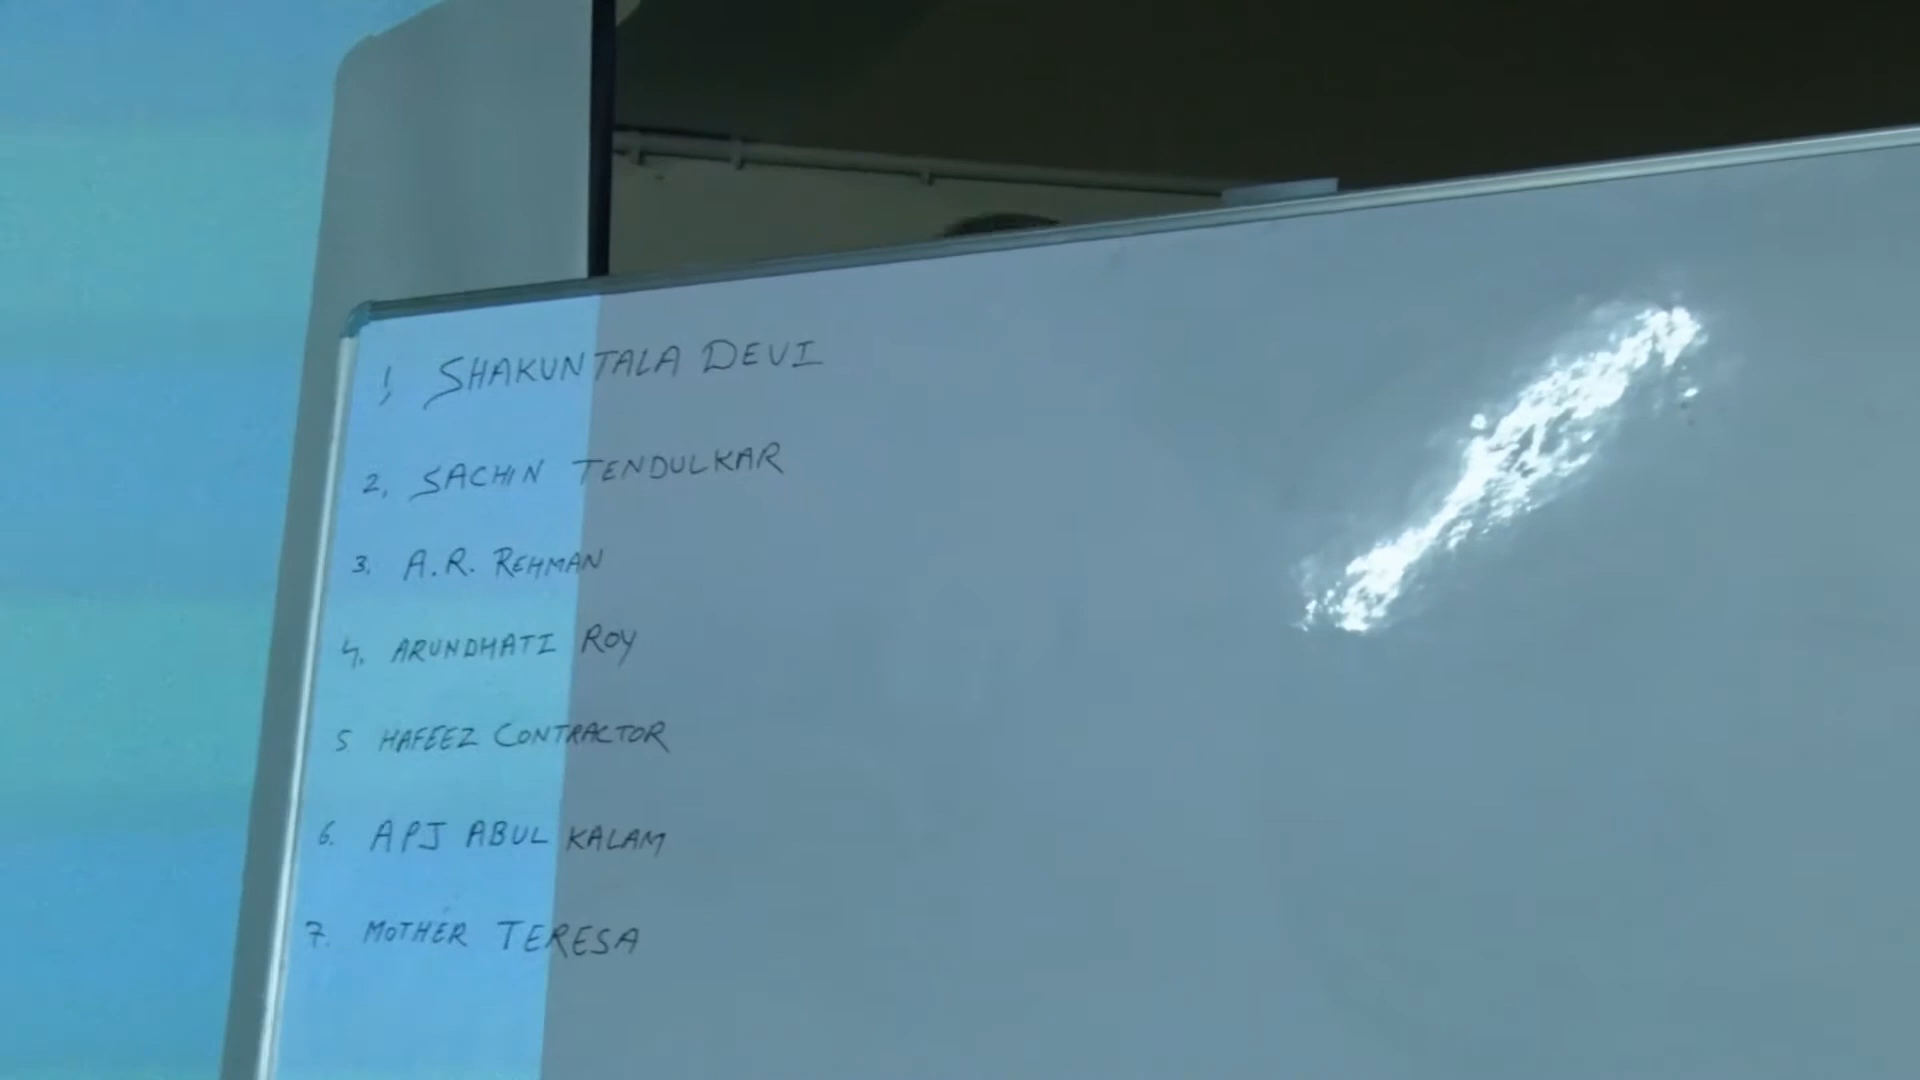 1, SHAKUNTALA DEVI
2, SACHIN TENDULKAR
3. A.R. REHMAN
4. ARUNDHATI ROY
5 HAFEEZ CONTRACTOR
6. APJ ABUL KALAM
7. MOTHER TERESA